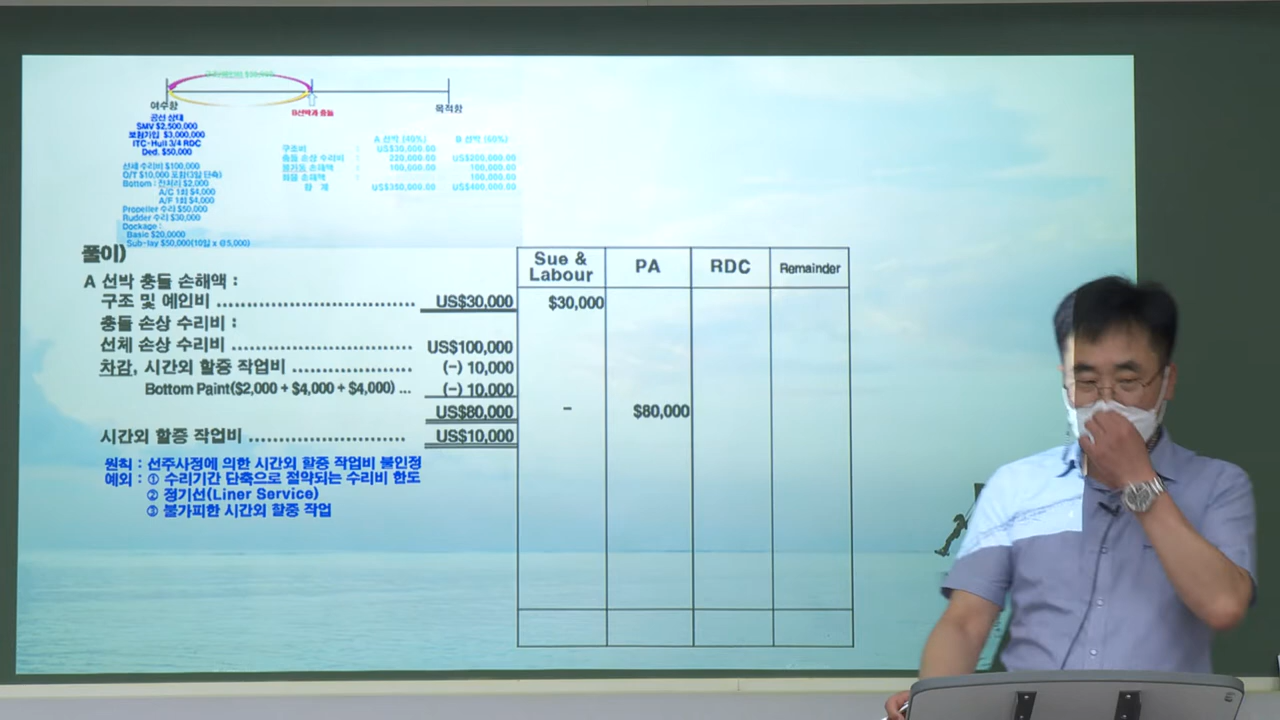 여수항
B선박과 충돌
목적항
공선 상태
SMV $2,500,000
보험가입 $3,000,000
ITC-Hull 3/4 RDC
Ded. $50,000
선체 수리비 $100,000
O/T $10,000 포함(3일 단축)
Bottom : 전처리 $2,000
A/C 1회 $4,000
A/F 1회 $4,000
Propeller 수리 $50,000
Rudder 수리 $30,000
Dockage :
Basic $20,0000
Sub-lay $50,000(10일 x @5,000)
A 선박 (40%) B 선박 (60%)
구조비 : US$30,000.00
충돌 손상 수리비 : 220,000.00 US$200,000.00
불가동 손해액 : 100,000.00 100,000.00
화물 손해액 100,000.00
합 계 US$350,000.00 US$400,000.00
풀이)
Sue & Labour PA RDC Remainder
A 선박 충돌 손해액 :
구조 및 예인비 ........................................ US$30,000 $30,000
충돌 손상 수리비 :
선체 손상 수리비 .................................... US$100,000
차감, 시간외 할증 작업비 ........................ (-) 10,000
Bottom Paint($2,000 + $4,000 + $4,000) ... (-) 10,000
US$80,000 - $80,000
시간외 할증 작업비 ................................ US$10,000
원칙 : 선주사정에 의한 시간외 할증 작업비 불인정
예외 : ① 수리기간 단축으로 절약되는 수리비 한도
② 정기선(Liner Service)
③ 불가피한 시간외 할증 작업